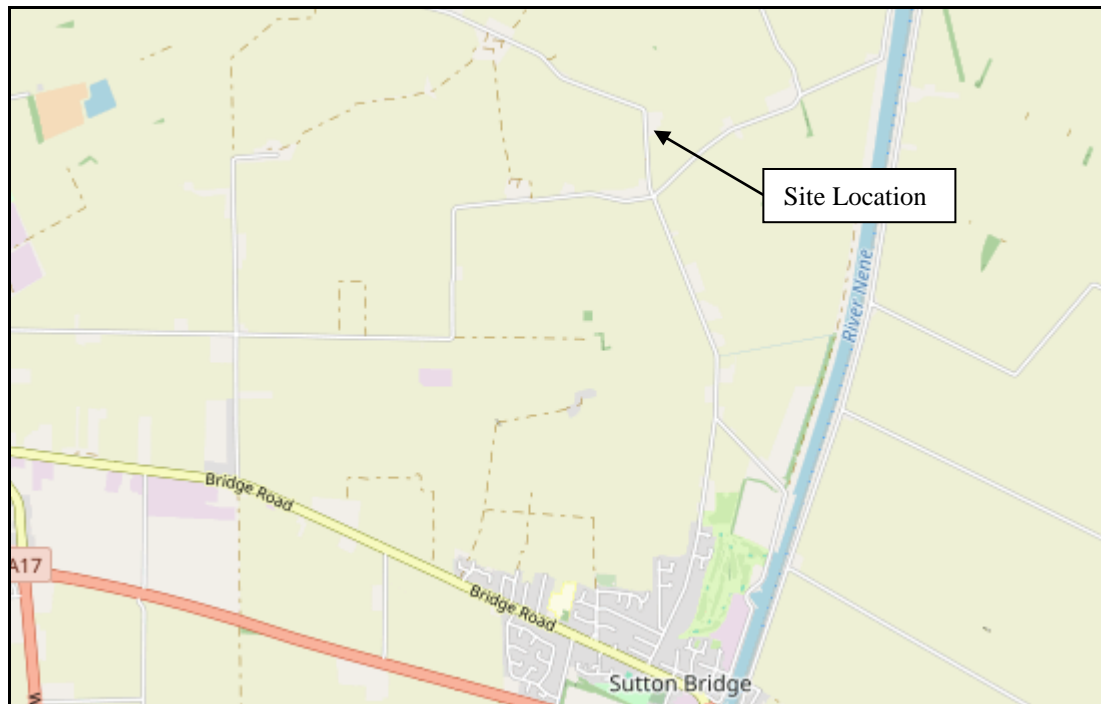 Site Location
River Nene
Bridge Road
A17
Bridge Road
Sutton Bridge